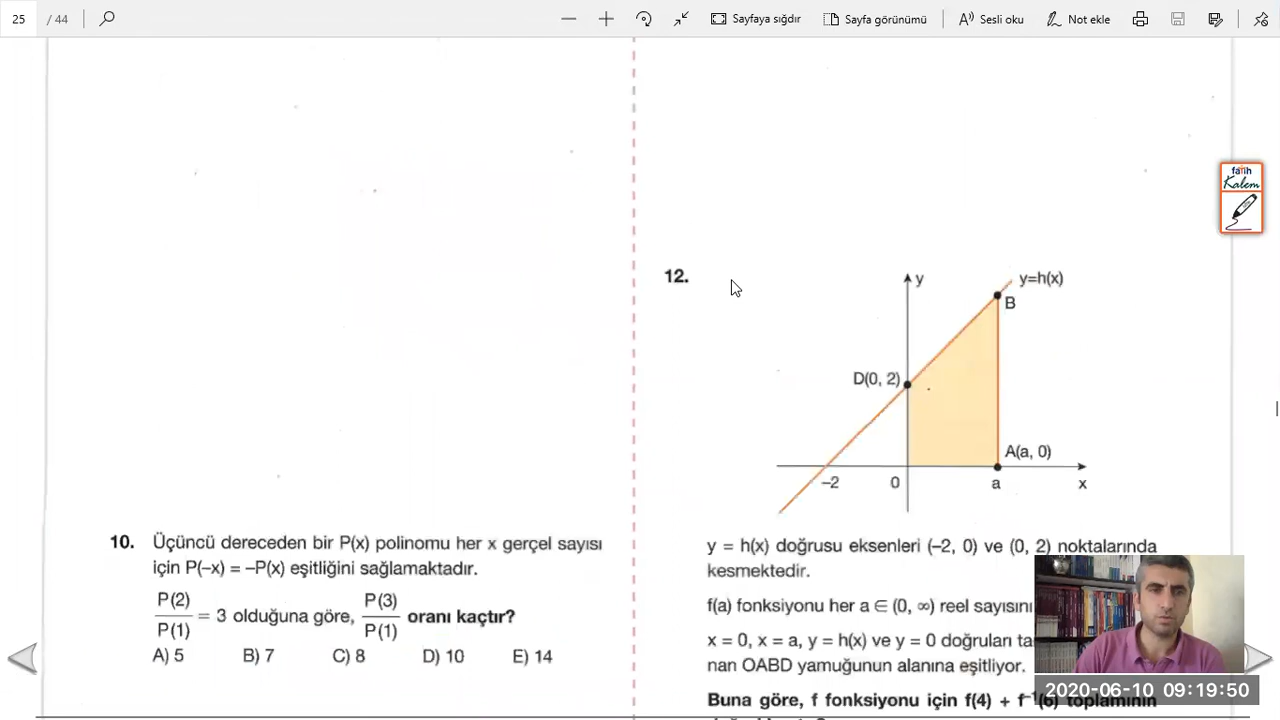 25 / 44
Sayfaya sığdır
Sayfa görünümü
Sesli oku
Not ekle
fatih
Kalem
12.
y
y=h(x)
B
D(0, 2)
A(a, 0)
–2
0
a
x
10. Üçüncü dereceden bir P(x) polinomu her x gerçel sayısı
için P(–x) = –P(x) eşitliğini sağlamaktadır.
P(2)/P(1) = 3 olduğuna göre, P(3)/P(1) oranı kaçtır?
A) 5 B) 7 C) 8 D) 10 E) 14
y = h(x) doğrusu eksenleri (–2, 0) ve (0, 2) noktalarında
kesmektedir.
f(a) fonksiyonu her a ∈ (0, ∞) reel sayısını
x = 0, x = a, y = h(x) ve y = 0 doğruları
nan OABD yamuğunun alanına eşitliyor.
Buna göre, f fonksiyonu için f(4) + f⁻¹(6) toplamının
2020-06-10 09:19:50